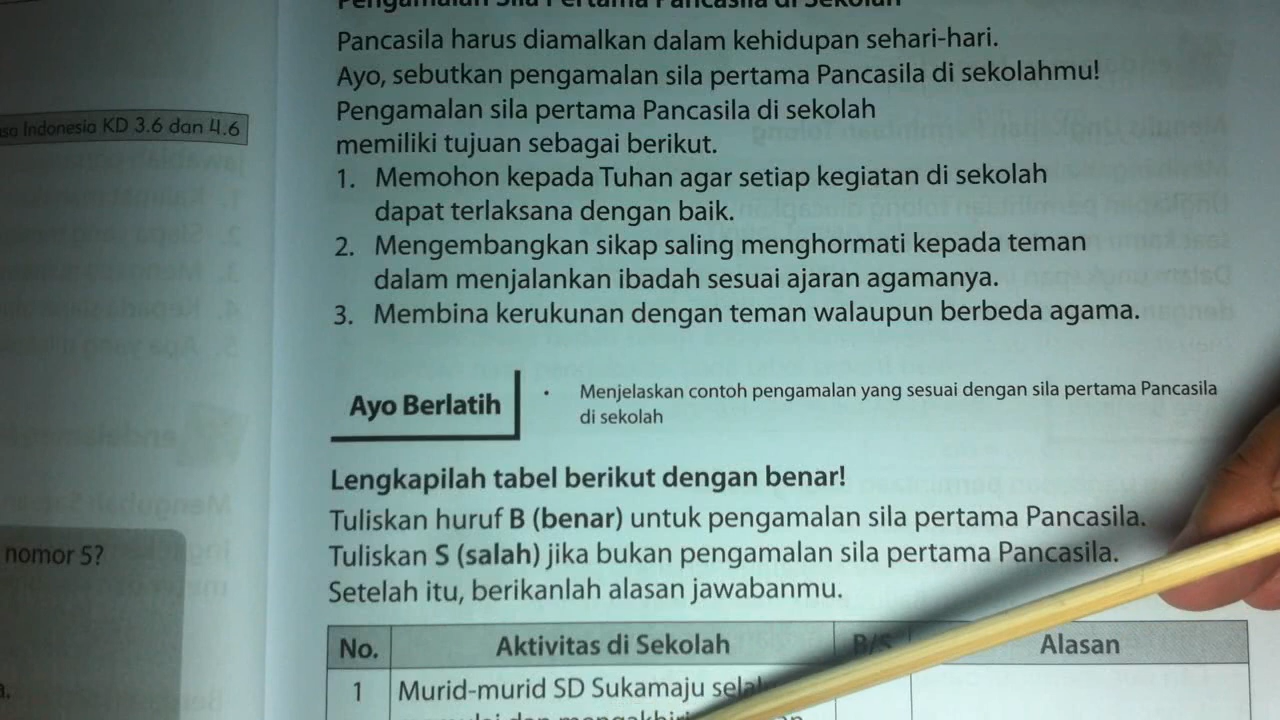 Pengamalan Sila Pertama Pancasila di Sekolah
Pancasila harus diamalkan dalam kehidupan sehari-hari.
Ayo, sebutkan pengamalan sila pertama Pancasila di sekolahmu!
Pengamalan sila pertama Pancasila di sekolah
memiliki tujuan sebagai berikut.
1. Memohon kepada Tuhan agar setiap kegiatan di sekolah
dapat terlaksana dengan baik.
2. Mengembangkan sikap saling menghormati kepada teman
dalam menjalankan ibadah sesuai ajaran agamanya.
3. Membina kerukunan dengan teman walaupun berbeda agama.
Indonesia KD 3.6 dan 4.6
nomor 5?
Ayo Berlatih
• Menjelaskan contoh pengamalan yang sesuai dengan sila pertama Pancasila
di sekolah
Lengkapilah tabel berikut dengan benar!
Tuliskan huruf B (benar) untuk pengamalan sila pertama Pancasila.
Tuliskan S (salah) jika bukan pengamalan sila pertama Pancasila.
Setelah itu, berikanlah alasan jawabanmu.
No. Aktivitas di Sekolah B/S Alasan
1 Murid-murid SD Sukamaju